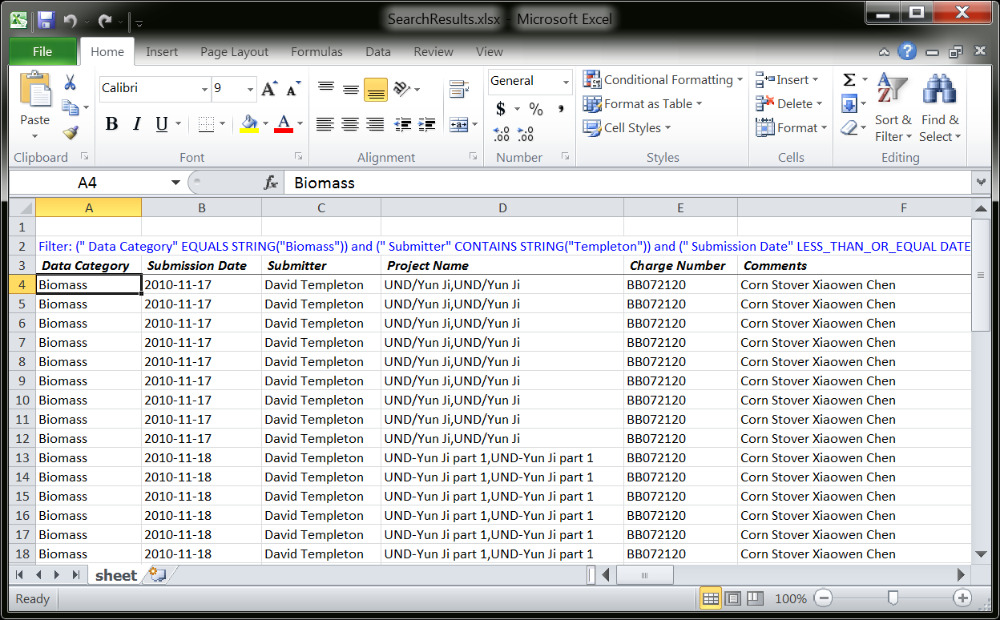 SearchResults.xlsx - Microsoft Excel
File Home Insert Page Layout Formulas Data Review View
Calibri 9 General Conditional Formatting Insert
Paste B I U A $ % , Format as Table Delete Sort & Filter Find & Select
Cell Styles Format
Clipboard Font Alignment Number Styles Cells Editing
A4 fx Biomass
A B C D E F
1
2 Filter: (" Data Category" EQUALS STRING("Biomass")) and (" Submitter" CONTAINS STRING("Templeton")) and (" Submission Date" LESS_THAN_OR_EQUAL DATE
3 Data Category Submission Date Submitter Project Name Charge Number Comments
4 Biomass 2010-11-17 David Templeton UND/Yun Ji,UND/Yun Ji BB072120 Corn Stover Xiaowen Chen
5 Biomass 2010-11-17 David Templeton UND/Yun Ji,UND/Yun Ji BB072120 Corn Stover Xiaowen Chen
6 Biomass 2010-11-17 David Templeton UND/Yun Ji,UND/Yun Ji BB072120 Corn Stover Xiaowen Chen
7 Biomass 2010-11-17 David Templeton UND/Yun Ji,UND/Yun Ji BB072120 Corn Stover Xiaowen Chen
8 Biomass 2010-11-17 David Templeton UND/Yun Ji,UND/Yun Ji BB072120 Corn Stover Xiaowen Chen
9 Biomass 2010-11-17 David Templeton UND/Yun Ji,UND/Yun Ji BB072120 Corn Stover Xiaowen Chen
10 Biomass 2010-11-17 David Templeton UND/Yun Ji,UND/Yun Ji BB072120 Corn Stover Xiaowen Chen
11 Biomass 2010-11-17 David Templeton UND/Yun Ji,UND/Yun Ji BB072120 Corn Stover Xiaowen Chen
12 Biomass 2010-11-17 David Templeton UND/Yun Ji,UND/Yun Ji BB072120 Corn Stover Xiaowen Chen
13 Biomass 2010-11-18 David Templeton UND-Yun Ji part 1,UND-Yun Ji part 1 BB072120 Corn Stover Xiaowen Chen
14 Biomass 2010-11-18 David Templeton UND-Yun Ji part 1,UND-Yun Ji part 1 BB072120 Corn Stover Xiaowen Chen
15 Biomass 2010-11-18 David Templeton UND-Yun Ji part 1,UND-Yun Ji part 1 BB072120 Corn Stover Xiaowen Chen
16 Biomass 2010-11-18 David Templeton UND-Yun Ji part 1,UND-Yun Ji part 1 BB072120 Corn Stover Xiaowen Chen
17 Biomass 2010-11-18 David Templeton UND-Yun Ji part 1,UND-Yun Ji part 1 BB072120 Corn Stover Xiaowen Chen
18 Biomass 2010-11-18 David Templeton UND-Yun Ji part 1,UND-Yun Ji part 1 BB072120 Corn Stover Xiaowen Chen
sheet
Ready 100%